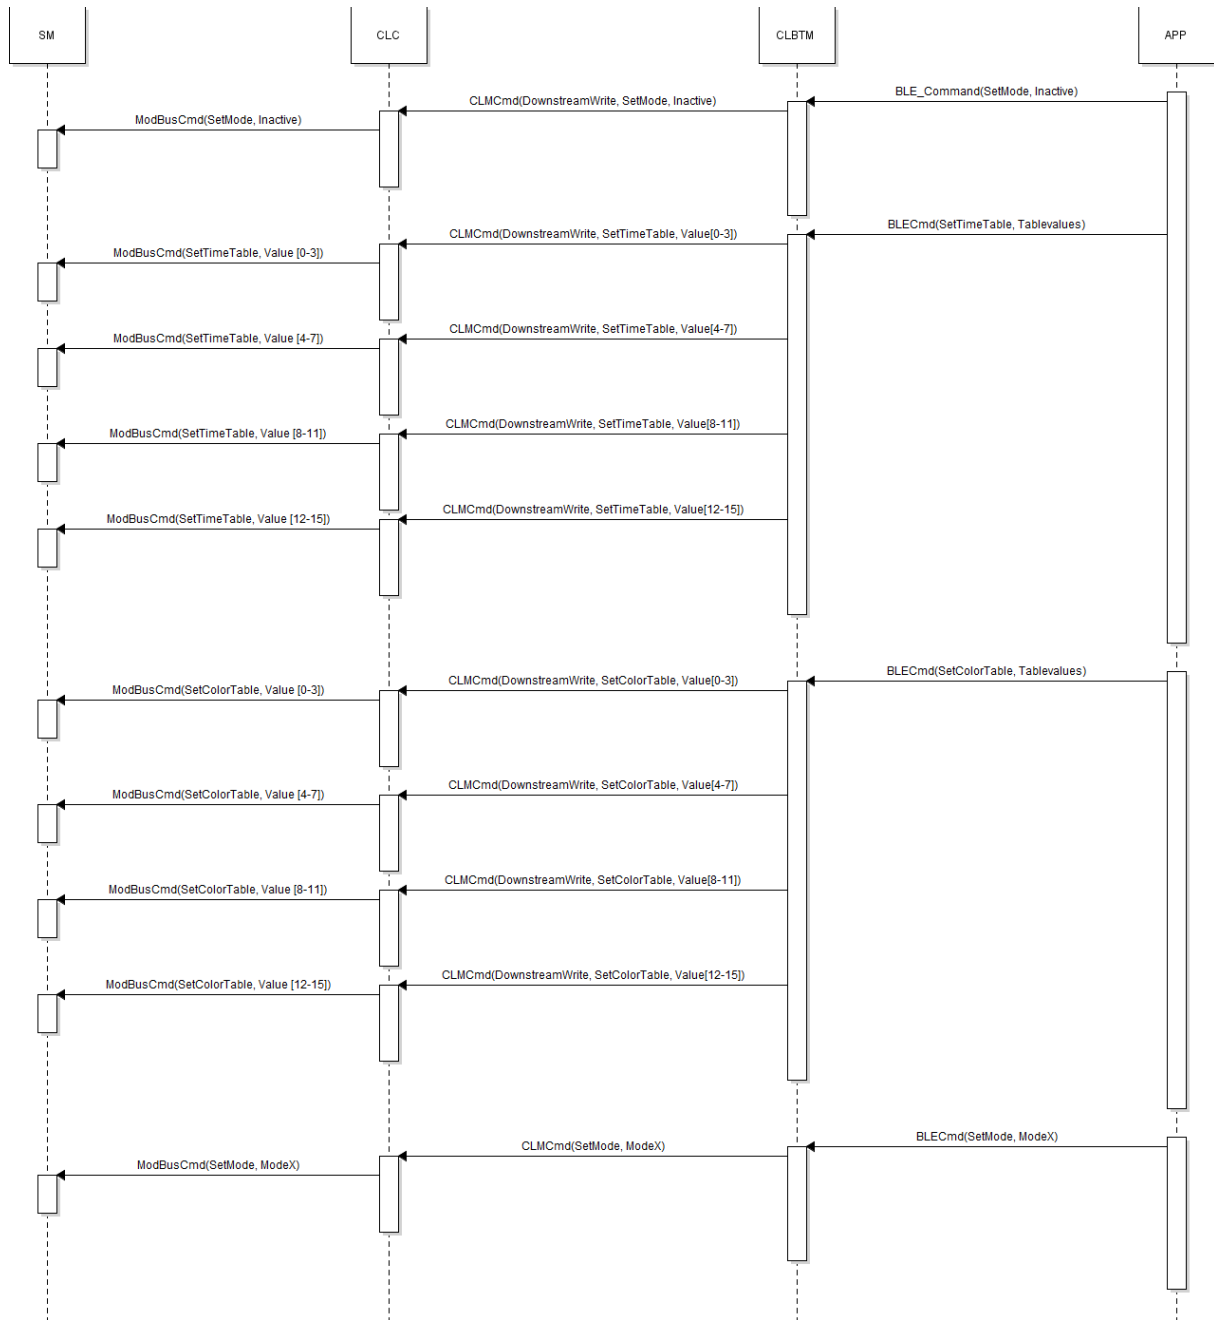 SM
CLC
CLBTM
APP
BLE_Command(SetMode, Inactive)
CLMCmd(DownstreamWrite, SetMode, Inactive)
ModBusCmd(SetMode, Inactive)
BLECmd(SetTimeTable, Tablevalues)
CLMCmd(DownstreamWrite, SetTimeTable, Value[0-3])
ModBusCmd(SetTimeTable, Value [0-3])
CLMCmd(DownstreamWrite, SetTimeTable, Value[4-7])
ModBusCmd(SetTimeTable, Value [4-7])
CLMCmd(DownstreamWrite, SetTimeTable, Value[8-11])
ModBusCmd(SetTimeTable, Value [8-11])
CLMCmd(DownstreamWrite, SetTimeTable, Value[12-15])
ModBusCmd(SetTimeTable, Value [12-15])
BLECmd(SetColorTable, Tablevalues)
CLMCmd(DownstreamWrite, SetColorTable, Value[0-3])
ModBusCmd(SetColorTable, Value [0-3])
CLMCmd(DownstreamWrite, SetColorTable, Value[4-7])
ModBusCmd(SetColorTable, Value [4-7])
CLMCmd(DownstreamWrite, SetColorTable, Value[8-11])
ModBusCmd(SetColorTable, Value [8-11])
CLMCmd(DownstreamWrite, SetColorTable, Value[12-15])
ModBusCmd(SetColorTable, Value [12-15])
BLECmd(SetMode, ModeX)
CLMCmd(SetMode, ModeX)
ModBusCmd(SetMode, ModeX)